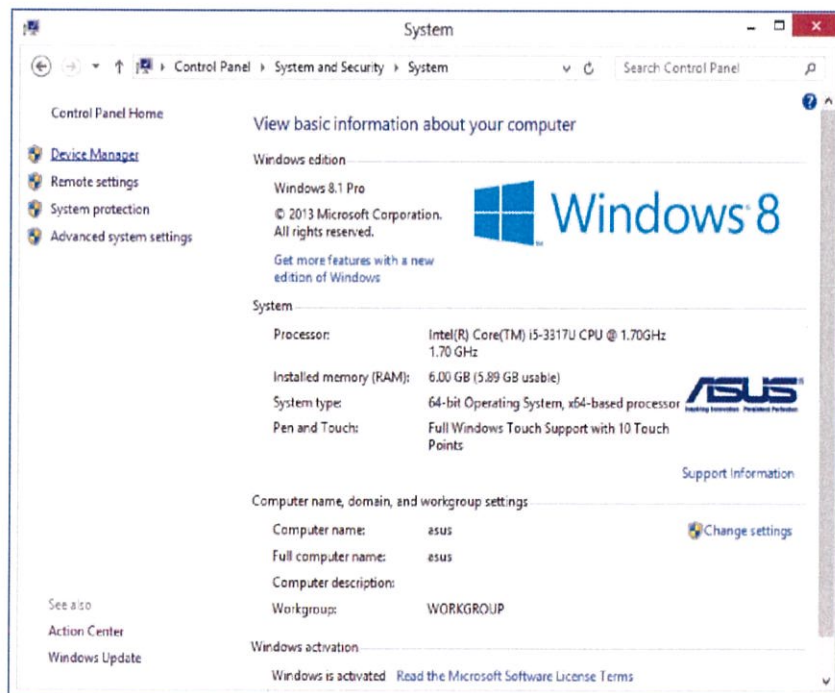 System
Control Panel System and Security System
Search Control Panel
Control Panel Home
Device Manager
Remote settings
System protection
Advanced system settings
View basic information about your computer
Windows edition
Windows 8.1 Pro
© 2013 Microsoft Corporation.
All rights reserved.
Get more features with a new
edition of Windows
Windows 8
System
Processor: Intel(R) Core(TM) i5-3317U CPU @ 1.70GHz
1.70 GHz
Installed memory (RAM): 6.00 GB (5.89 GB usable)
System type: 64-bit Operating System, x64-based processor
Pen and Touch: Full Windows Touch Support with 10 Touch
Points
ASUS
Inspiring Innovation Persistent Perfection
Support Information
Computer name, domain, and workgroup settings
Computer name: asus
Change settings
Full computer name: asus
Computer description:
Workgroup: WORKGROUP
See also
Action Center
Windows Update
Windows activation
Windows is activated Read the Microsoft Software License Terms